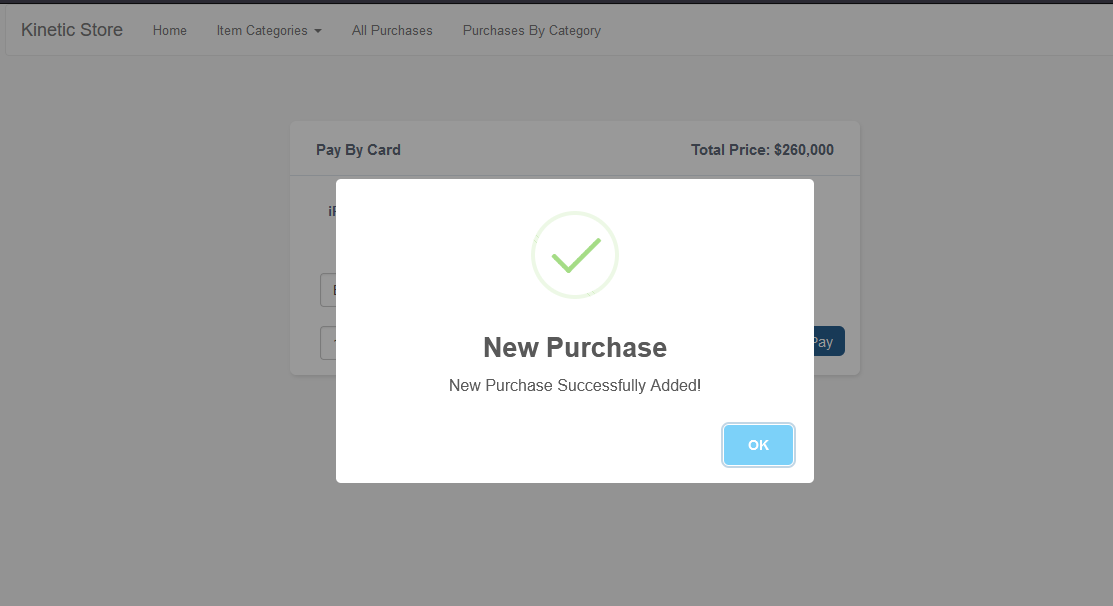 Kinetic Store Home Item Categories All Purchases Purchases By Category
Pay By Card Total Price: $260,000
New Purchase
Pay
New Purchase Successfully Added!
OK